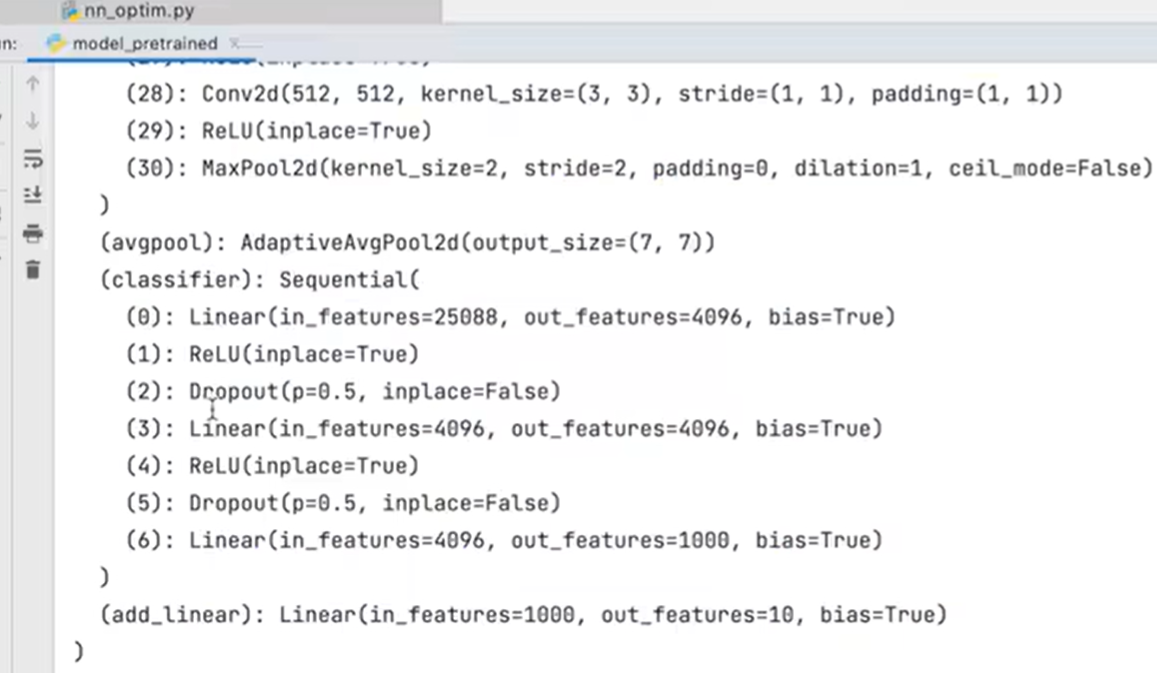 nn_optim.py
n: model_pretrained
(28): Conv2d(512, 512, kernel_size=(3, 3), stride=(1, 1), padding=(1, 1))
(29): ReLU(inplace=True)
(30): MaxPool2d(kernel_size=2, stride=2, padding=0, dilation=1, ceil_mode=False)
)
(avgpool): AdaptiveAvgPool2d(output_size=(7, 7))
(classifier): Sequential(
(0): Linear(in_features=25088, out_features=4096, bias=True)
(1): ReLU(inplace=True)
(2): Dropout(p=0.5, inplace=False)
(3): Linear(in_features=4096, out_features=4096, bias=True)
(4): ReLU(inplace=True)
(5): Dropout(p=0.5, inplace=False)
(6): Linear(in_features=4096, out_features=1000, bias=True)
)
(add_linear): Linear(in_features=1000, out_features=10, bias=True)
)